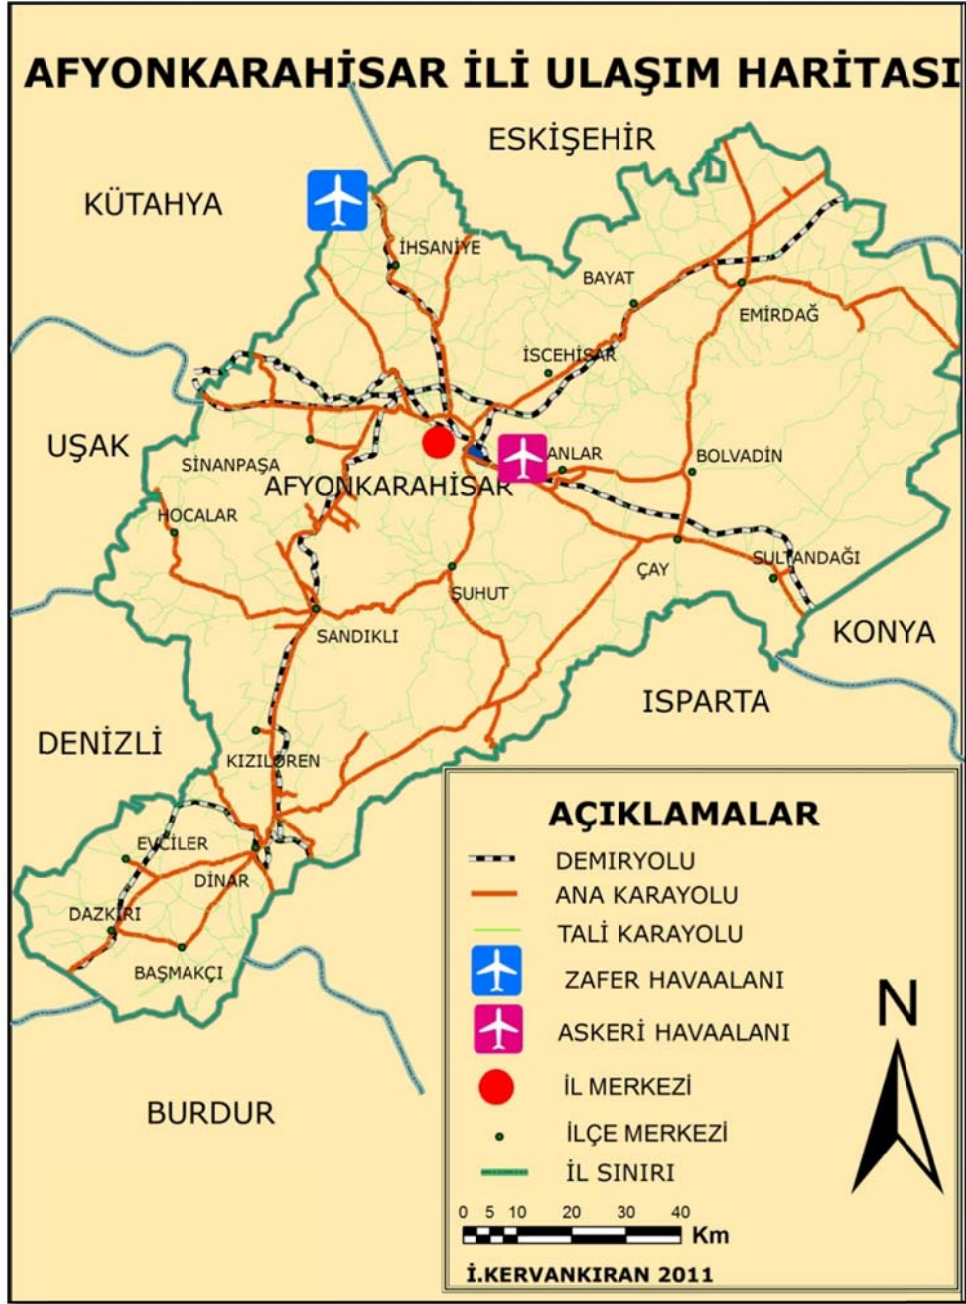 AFYONKARAHİSAR İLİ ULAŞIM HARİTASI
ESKİŞEHİR
KÜTAHYA
İHSANİYE
BAYAT
EMİRDAĞ
İSCEHİSAR
UŞAK
SİNANPAŞA
ANLAR
BOLVADİN
AFYONKARAHİSAR
HOCALAR
SULTANDAĞI
ÇAY
ŞUHUT
SANDIKLI
KONYA
ISPARTA
DENİZLİ
KIZILÖREN
EVCİLER
DİNAR
DAZKIRI
BAŞMAKÇI
BURDUR
AÇIKLAMALAR
DEMIRYOLU
ANA KARAYOLU
TALİ KARAYOLU
ZAFER HAVAALANI
ASKERİ HAVAALANI
İL MERKEZİ
İLÇE MERKEZİ
İL SINIRI
N
0 5 10 20 30 40
Km
İ.KERVANKIRAN 2011